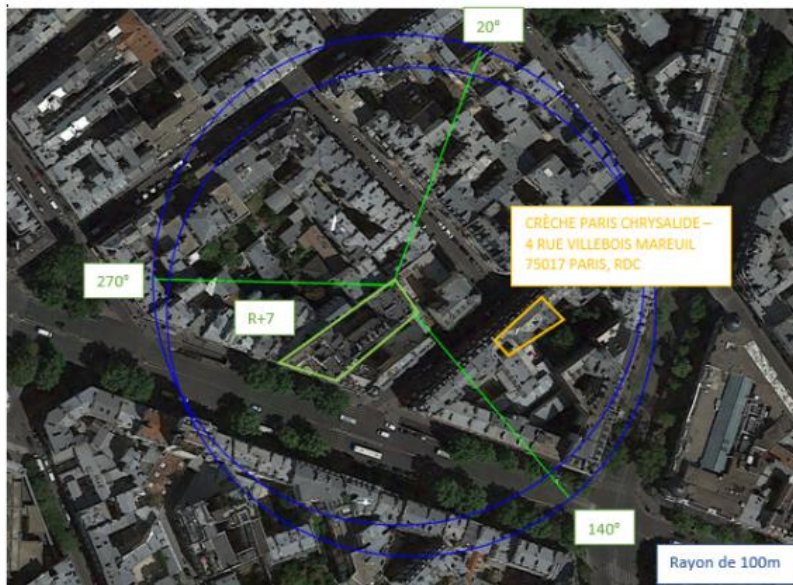 20°
CRÈCHE PARIS CHRYSALIDE –
4 RUE VILLEBOIS MAREUIL
75017 PARIS, RDC
270°
R+7
140°
Rayon de 100m